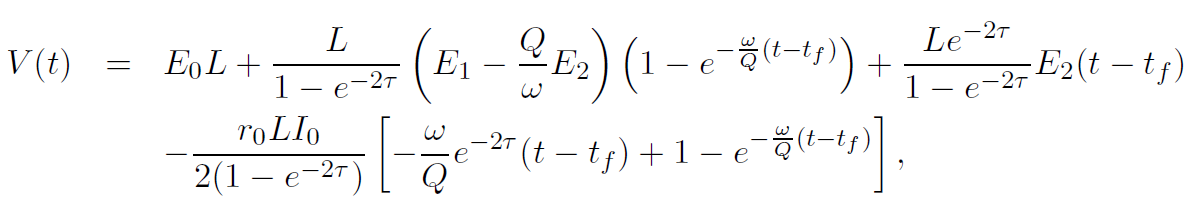 V(t) = E_0 L + \frac{L}{1 - e^{-2\tau}} \left( E_1 - \frac{Q}{\omega} E_2 \right) \left( 1 - e^{-\frac{\omega}{Q}(t - t_f)} \right) + \frac{L e^{-2\tau}}{1 - e^{-2\tau}} E_2 (t - t_f)
- \frac{r_0 L I_0}{2(1 - e^{-2\tau})} \left[ -\frac{\omega}{Q} e^{-2\tau} (t - t_f) + 1 - e^{-\frac{\omega}{Q}(t - t_f)} \right],